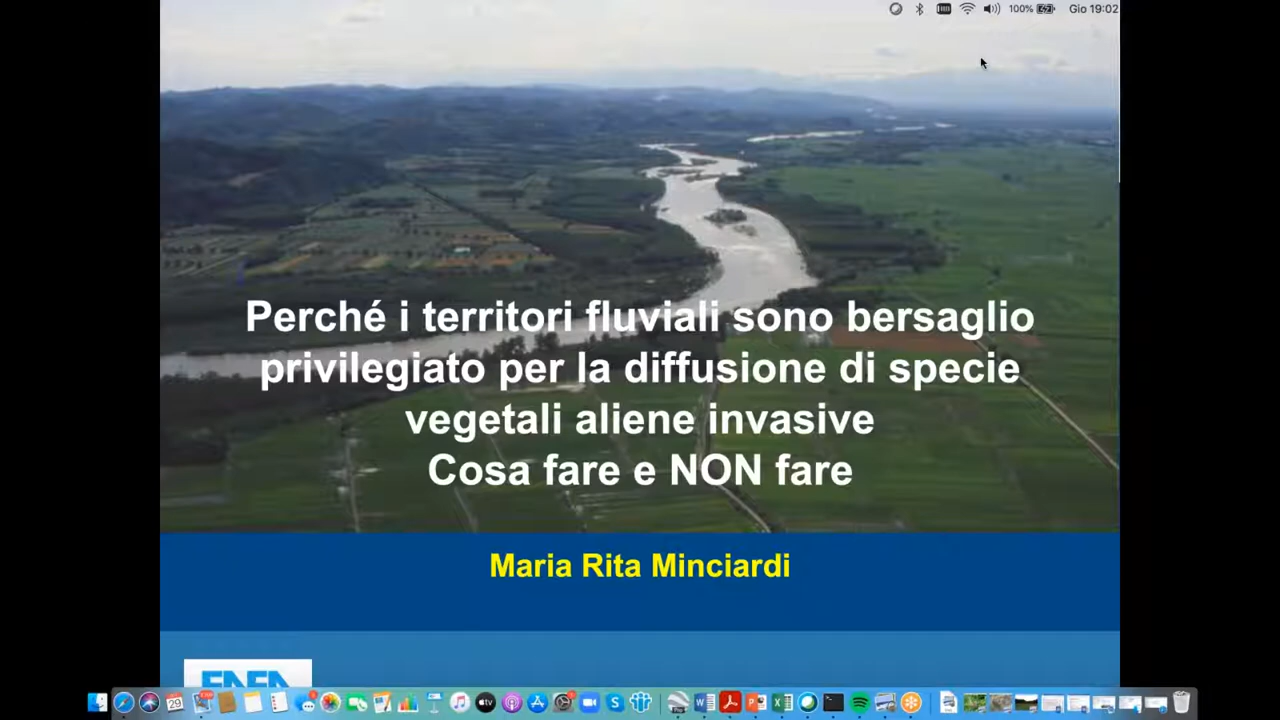 100% Gio 19:02
Perché i territori fluviali sono bersaglio
privilegiato per la diffusione di specie
vegetali aliene invasive
Cosa fare e NON fare
Maria Rita Minciardi